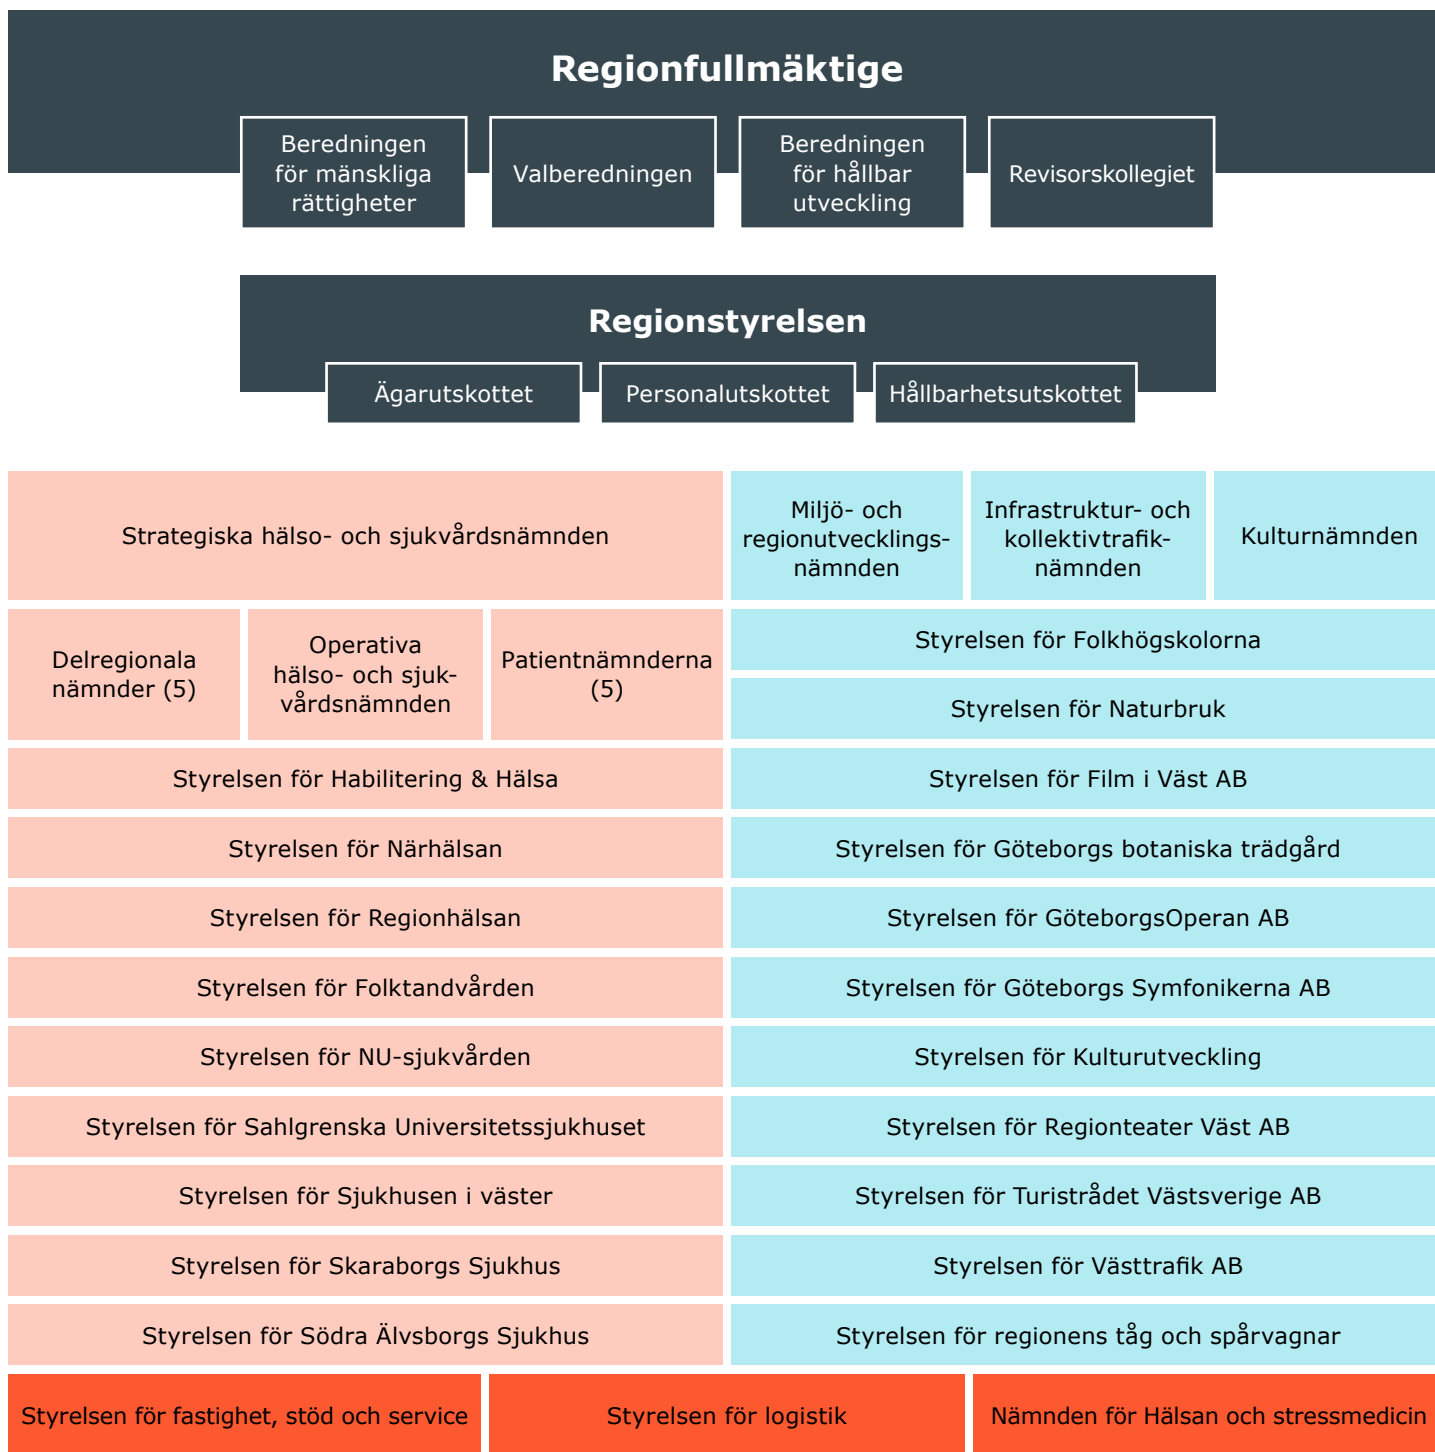 Regionfullmäktige
Beredningen
för mänskliga
rättigheter
Valberedningen
Beredningen
för hållbar
utveckling
Revisorskollegiet
Regionstyrelsen
Ägarutskottet
Personalutskottet
Hållbarhetsutskottet
Strategiska hälso- och sjukvårdsnämnden
Miljö- och
regionutvecklings-
nämnden
Infrastruktur- och
kollektivtrafik-
nämnden
Kulturnämnden
Delregionala
nämnder (5)
Operativa
hälso- och sjuk-
vårdsnämnden
Patientnämnderna
(5)
Styrelsen för Folkhögskolorna
Styrelsen för Naturbruk
Styrelsen för Habilitering & Hälsa
Styrelsen för Film i Väst AB
Styrelsen för Närhälsan
Styrelsen för Göteborgs botaniska trädgård
Styrelsen för Regionhälsan
Styrelsen för GöteborgsOperan AB
Styrelsen för Folktandvården
Styrelsen för Göteborgs Symfonikerna AB
Styrelsen för NU-sjukvården
Styrelsen för Kulturutveckling
Styrelsen för Sahlgrenska Universitetssjukhuset
Styrelsen för Regionteater Väst AB
Styrelsen för Sjukhusen i väster
Styrelsen för Turistrådet Västsverige AB
Styrelsen för Skaraborgs Sjukhus
Styrelsen för Västtrafik AB
Styrelsen för Södra Älvsborgs Sjukhus
Styrelsen för regionens tåg och spårvagnar
Styrelsen för fastighet, stöd och service
Styrelsen för logistik
Nämnden för Hälsan och stressmedicin